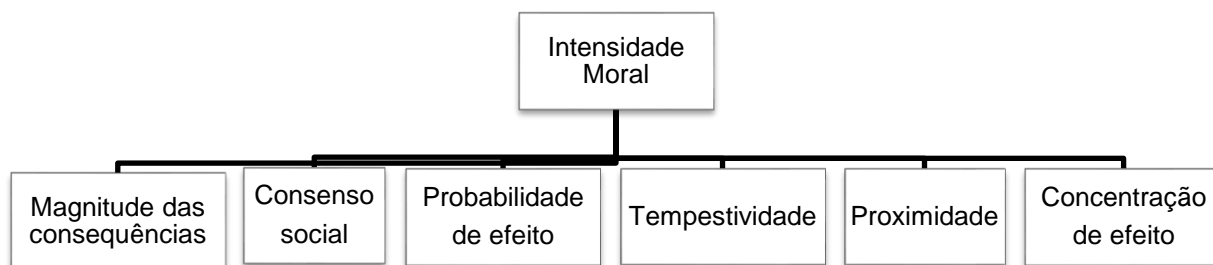 Intensidade
Moral
Magnitude das
consequências
Consenso
social
Probabilidade
de efeito
Tempestividade
Proximidade
Concentração
de efeito